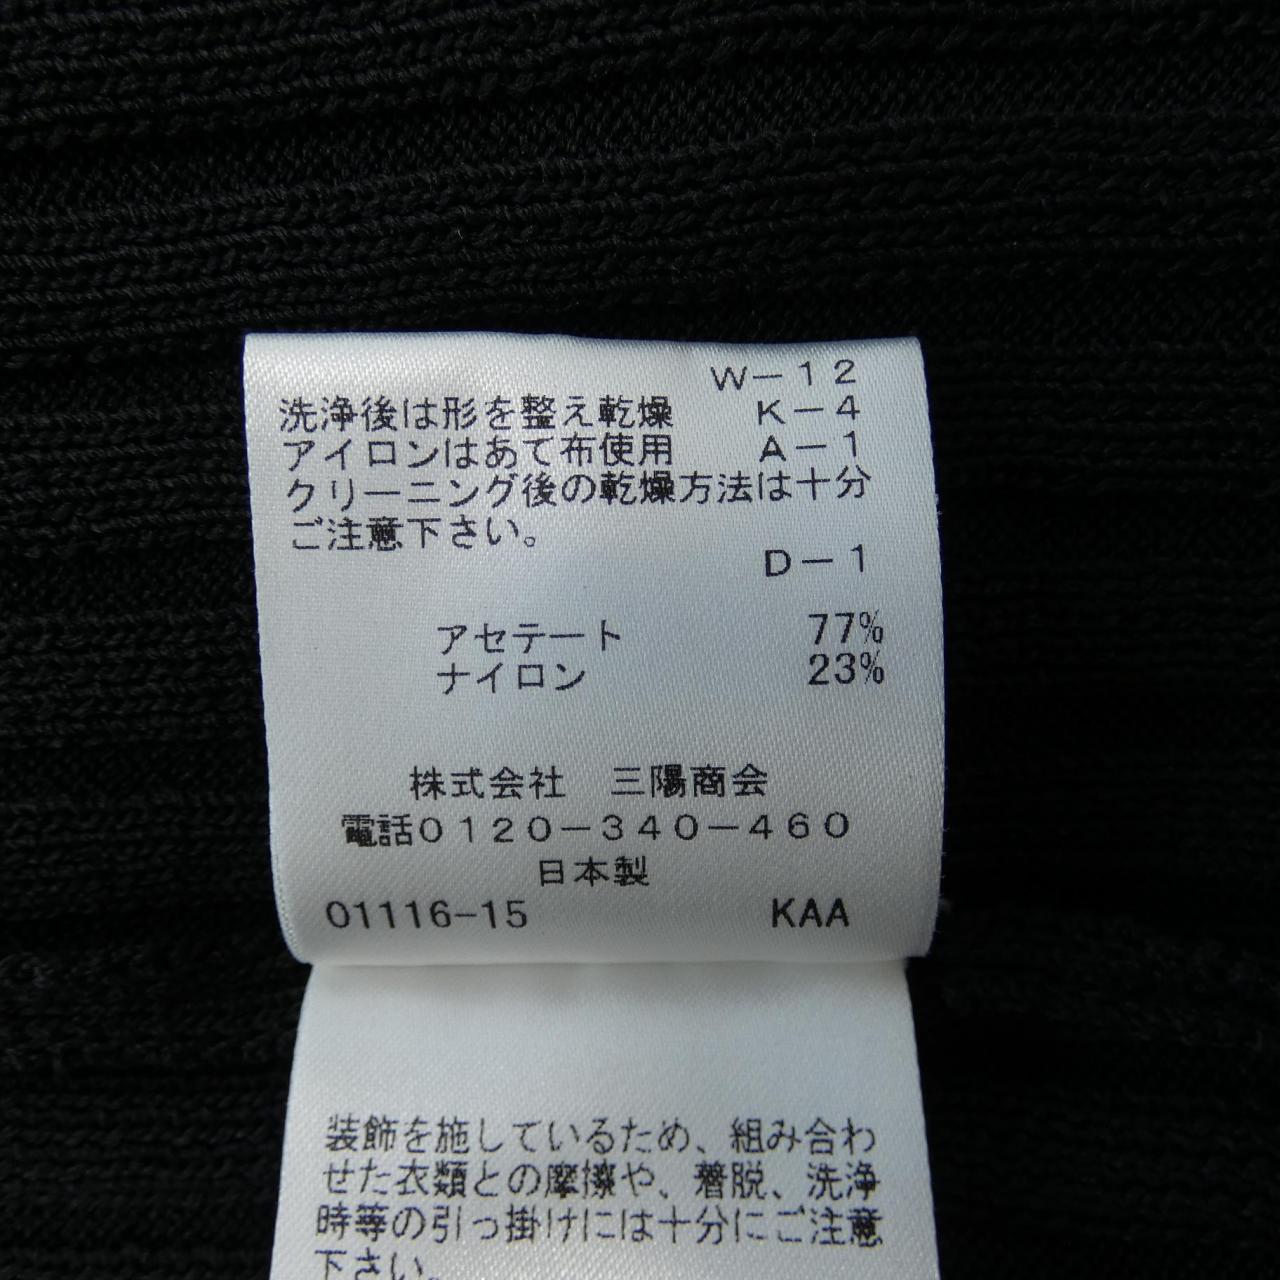 W−12
洗浄後は形を整え乾燥 K−4
アイロンはあて布使用 A−1
クリーニング後の乾燥方法は十分
ご注意下さい。
D−1
アセテート 77%
ナイロン 23%
株式会社 三陽商会
電話0120−340−460
日本製
01116-15 KAA
装飾を施しているため、組み合わ
せた衣類との摩擦や、着脱、洗浄
時等の引っ掛けには十分にご注意
下さい。